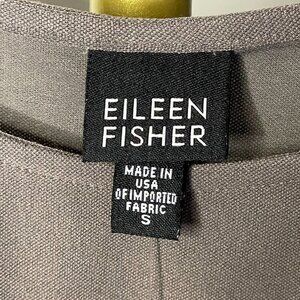 EILEEN
FISHER
MADE IN
USA
OF IMPORTED
FABRIC
S